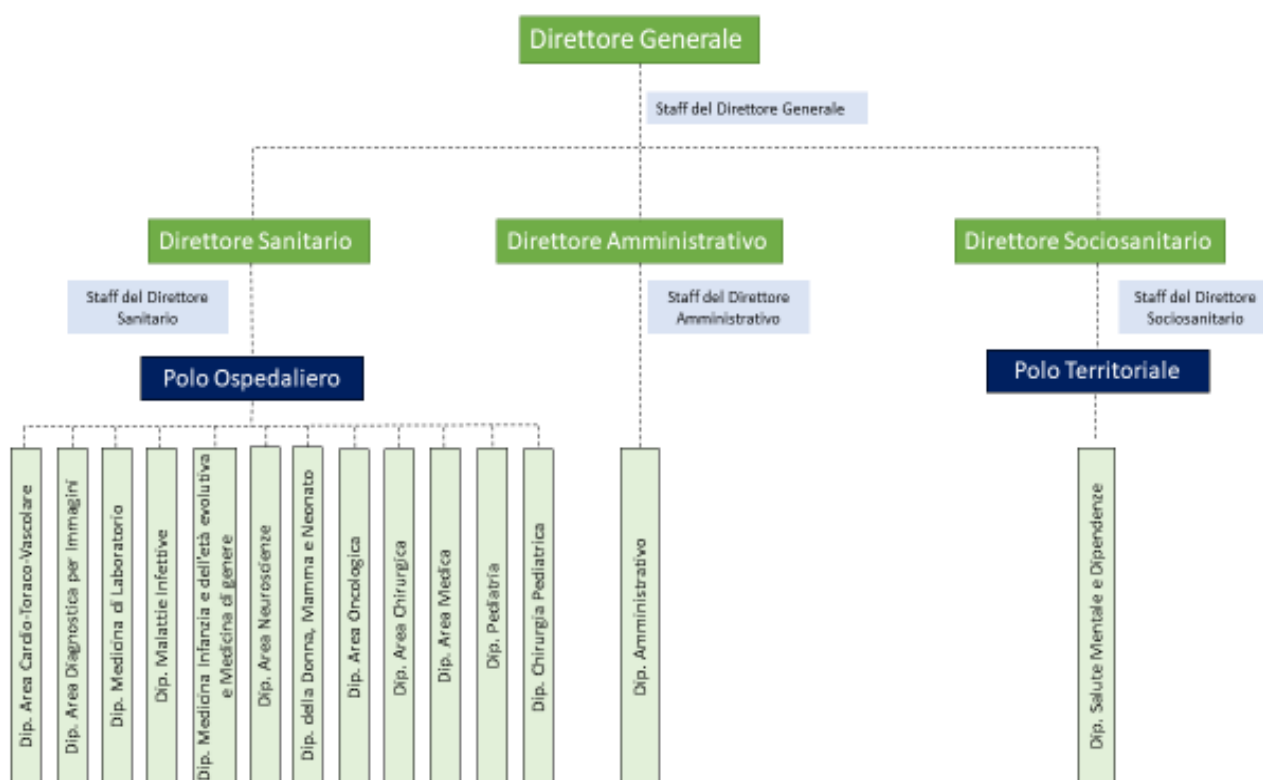 Direttore Generale
Staff del Direttore Generale
Direttore Sanitario
Direttore Amministrativo
Direttore Sociosanitario
Staff del Direttore
Sanitario
Staff del Direttore
Amministrativo
Staff del Direttore
Sociosanitario
Polo Ospedaliero
Polo Territoriale
Dip. Area Cardio-Toraco-Vascolare
Dip. Area Diagnostica per Immagini
Dip. Medicina di Laboratorio
Dip. Malattie Infettive
Dip. Medicina Infanzia e dell'età evolutiva
e Medicina di genere
Dip. Area Neuroscienze
Dip. della Donna, Mamma e Neonato
Dip. Area Oncologica
Dip. Area Chirurgica
Dip. Area Medica
Dip. Pediatria
Dip. Chirurgia Pediatrica
Dip. Amministrativo
Dip. Salute Mentale e Dipendenze